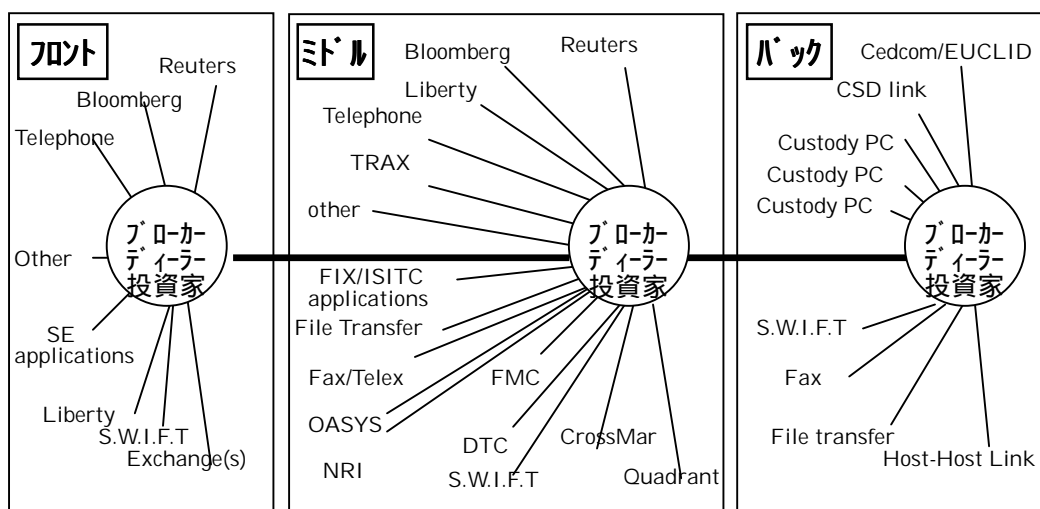 フロント
Reuters
Bloomberg
Telephone
ブローカー
ディーラー
投資家
Other
SE
applications
Liberty
S.W.I.F.T
Exchange(s)
ミドル
Bloomberg
Reuters
Liberty
Telephone
TRAX
other
ブローカー
ディーラー
投資家
FIX/ISITC
applications
File Transfer
Fax/Telex
FMC
OASYS
DTC
CrossMar
NRI
S.W.I.F.T
Quadrant
バック
Cedcom/EUCLID
CSD link
Custody PC
Custody PC
Custody PC
ブローカー
ディーラー
投資家
S.W.I.F.T
Fax
File transfer
Host-Host Link